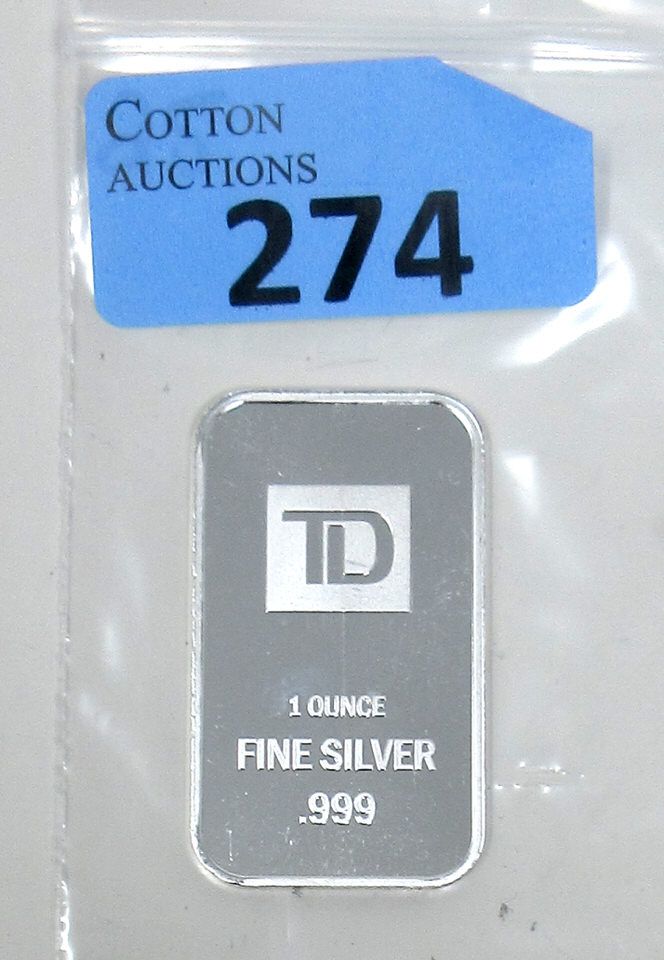 COTTON
AUCTIONS
274
TD
1 OUNCE
FINE SILVER
.999